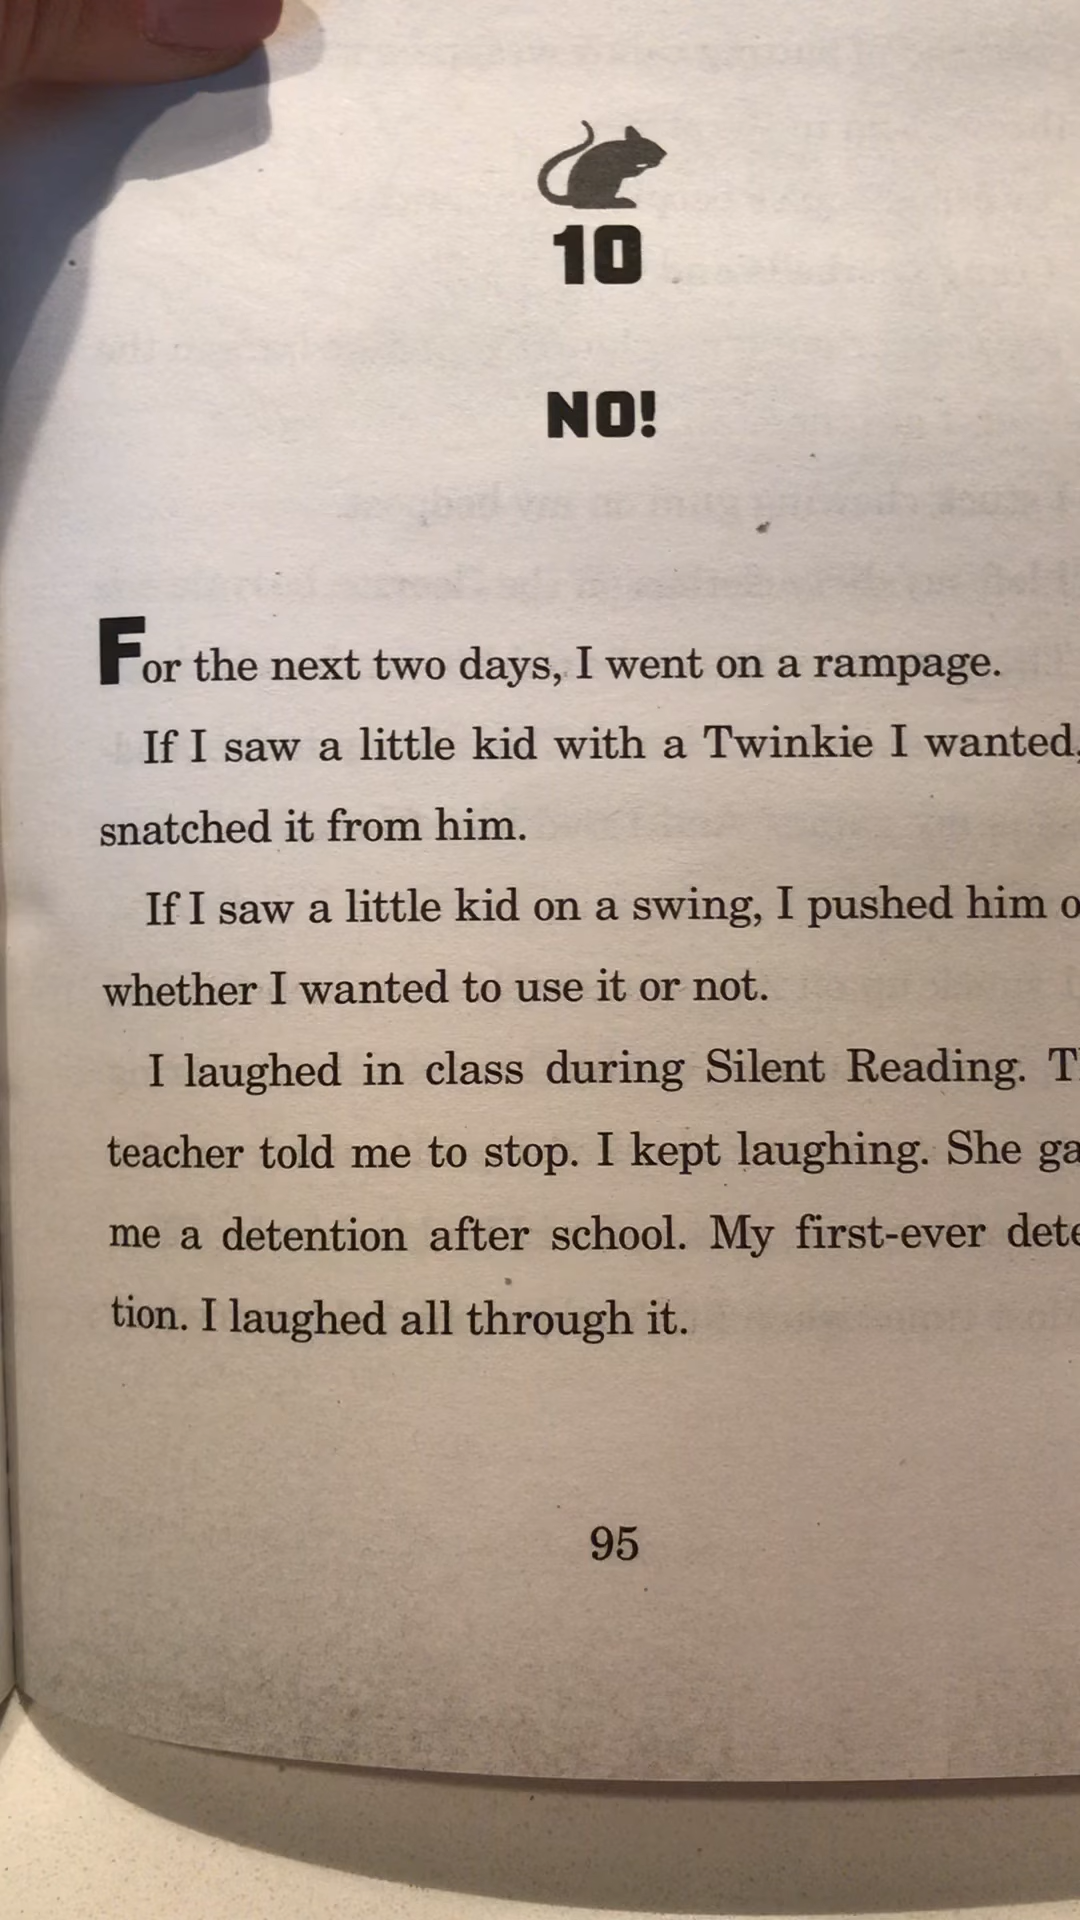 10
NO!
For the next two days, I went on a rampage.
If I saw a little kid with a Twinkie I wanted,
snatched it from him.
If I saw a little kid on a swing, I pushed him
whether I wanted to use it or not.
I laughed in class during Silent Reading.
teacher told me to stop. I kept laughing. She
me a detention after school. My first-ever
tion. I laughed all through it.
95